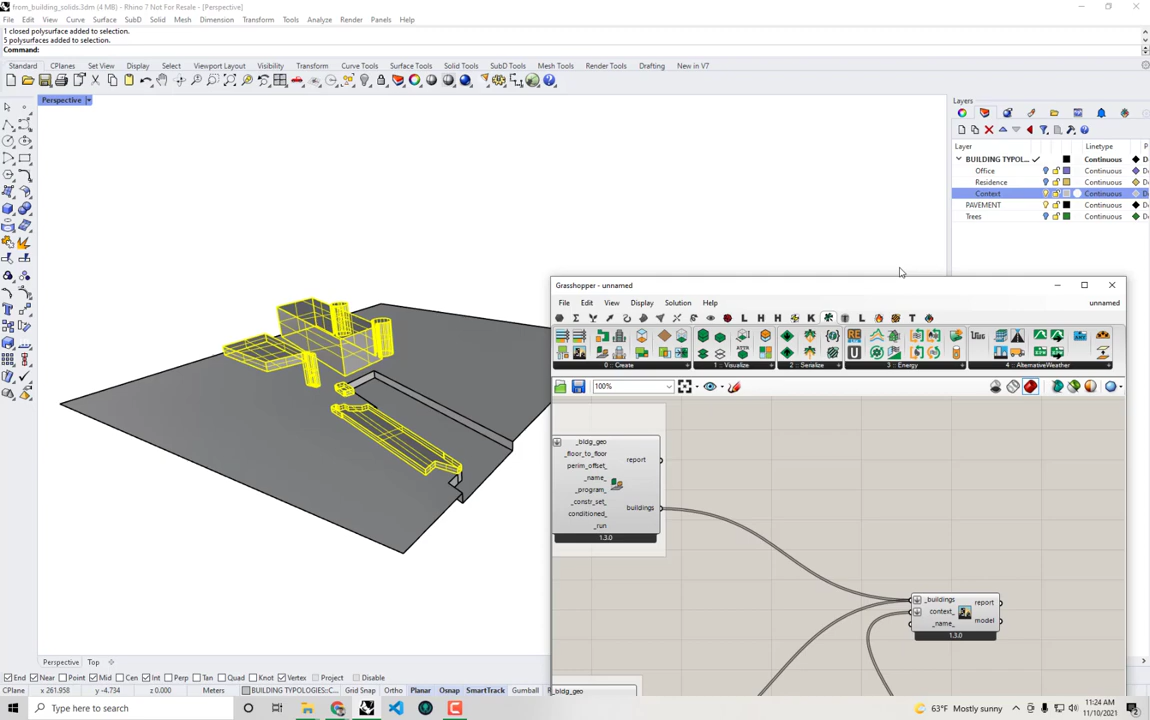 from_building_solids.3dm (4 MB) - Rhino 7 Not For Resale - [Perspective]
File Edit View Curve Surface SubD Solid Mesh Dimension Transform Tools Analyze Render Panels Help
1 closed polysurface added to selection.
5 polysurfaces added to selection.
Command:
Standard CPlanes Set View Display Select Viewport Layout Visibility Transform Curve Tools Surface Tools Solid Tools SubD Tools Mesh Tools Render Tools Drafting New in V7
Perspective
Layers
Layer Linetype P
BUILDING TYPOL... Continuous D
Office Continuous D
Residence Continuous D
Context Continuous D
PAVEMENT Continuous D
Trees Continuous D
Grasshopper - unnamed
File Edit View Display Solution Help unnamed
0 :: Create 1 :: Visualize 2 :: Serialize 3 :: Energy 4 :: AlternativeWeather
100%
_bldg_geo
_floor_to_floor
perim_offset_
_name_
_program_
_constr_set_
conditioned_
_run
report
buildings
1.3.0
_buildings
context_
_name_
report
model
1.3.0
_bldg_geo
Perspective Top
End Near Point Mid Cen Int Perp Tan Quad Knot Vertex Project Disable
CPlane x 261.958 y -4.734 z 0.000 Meters BUILDING TYPOLOGIES::C... Grid Snap Ortho Planar Osnap SmartTrack Gumball
Type here to search
63°F Mostly sunny
11:24 AM
11/10/2021